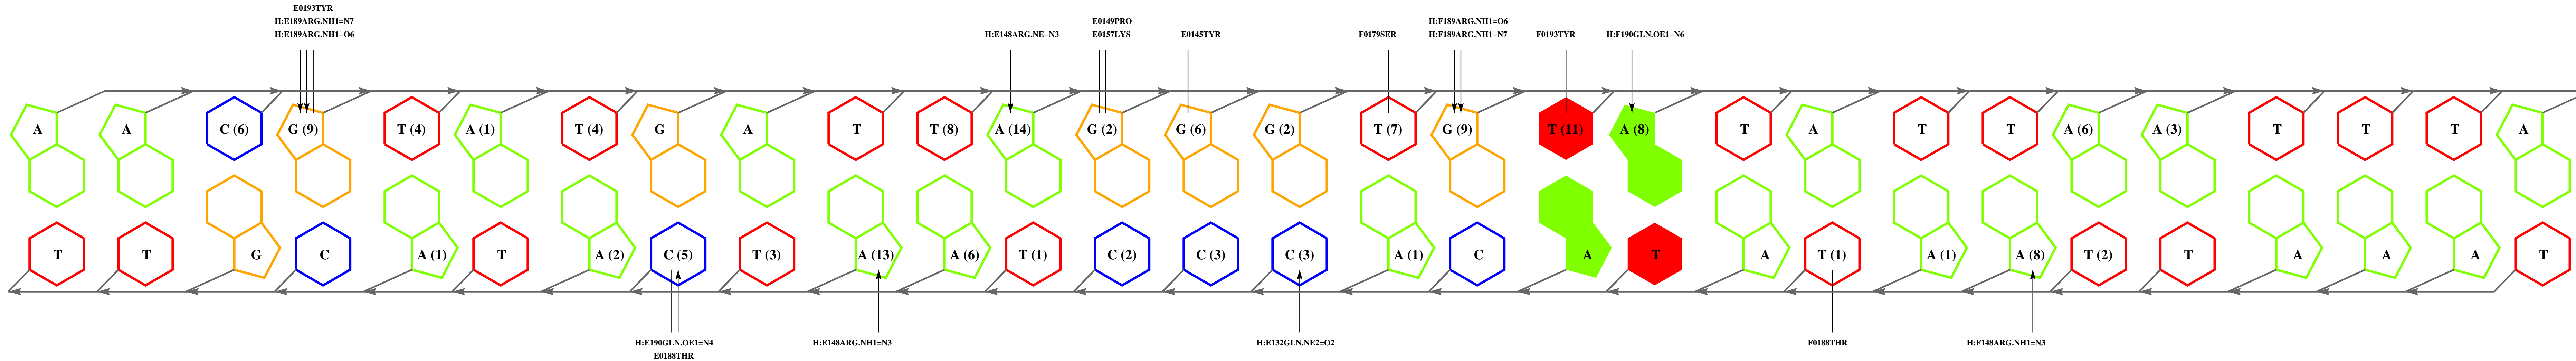 E0193TYR
H:E189ARG.NH1=N7
H:E189ARG.NH1=O6
H:E148ARG.NE=N3
E0149PRO
E0157LYS
E0145TYR
F0179SER
H:F189ARG.NH1=O6
H:F189ARG.NH1=N7
F0193TYR
H:F190GLN.OE1=N6
A A C (6) G (9) T (4) A (1) T (4) G A T T (8) A (14) G (2) G (6) G (2) T (7) G (9) T (11) A (8) T A T T A (6) A (3) T T T A
T T G C A (1) T A (2) C (5) T (3) A (13) A (6) T (1) C (2) C (3) C (3) A (1) C A T A T (1) A (1) A (8) T (2) T A A A T
H:E190GLN.OE1=N4
E0188THR
H:E148ARG.NH1=N3
H:E132GLN.NE2=O2
F0188THR
H:F148ARG.NH1=N3